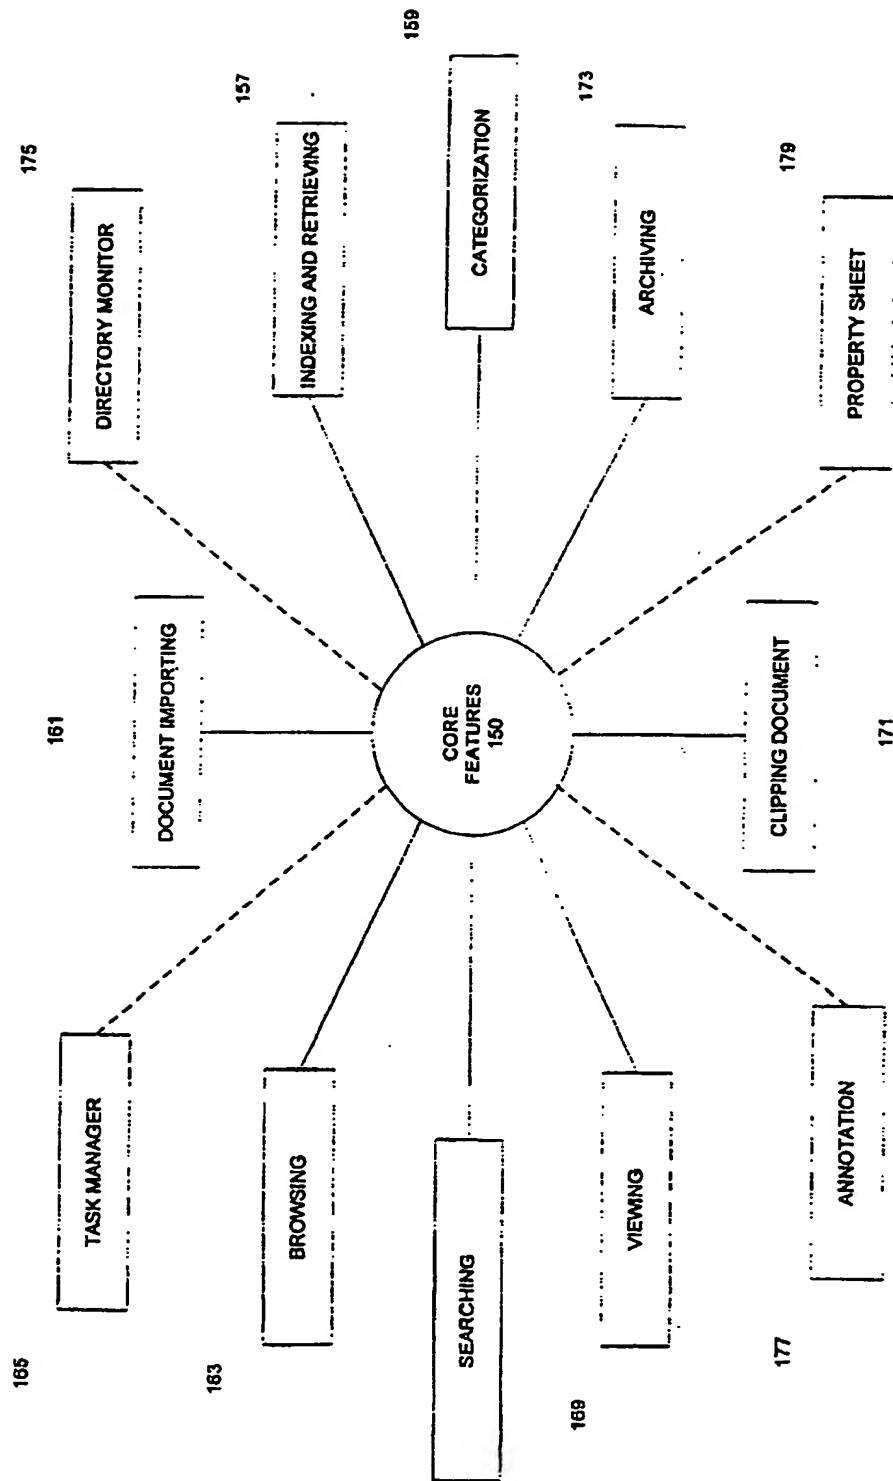 165
TASK MANAGER
161
DOCUMENT IMPORTING
175
DIRECTORY MONITOR
163
BROWSING
157
INDEXING AND RETRIEVING
SEARCHING
CORE
FEATURES
150
159
CATEGORIZATION
169
VIEWING
173
ARCHIVING
177
ANNOTATION
CLIPPING DOCUMENT
171
179
PROPERTY SHEET